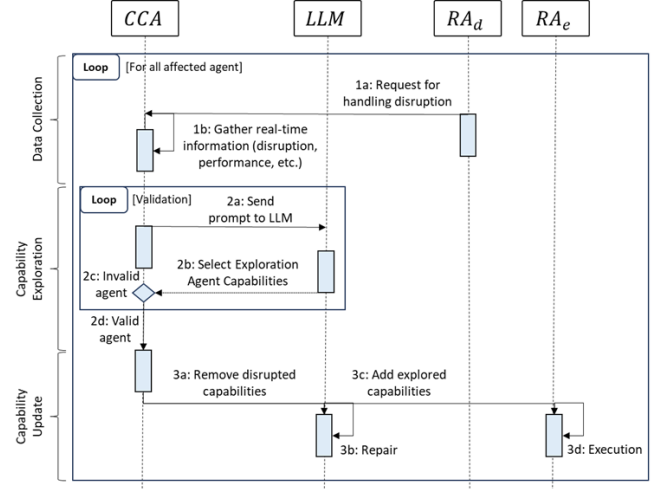 CCA
LLM
RA_d
RA_e
Loop
[For all affected agent]
1a: Request for
handling disruption
1b: Gather real-time
information (disruption,
performance, etc.)
Data Collection
Loop
[Validation]
2a: Send
prompt to LLM
2b: Select Exploration
Agent Capabilities
2c: Invalid
agent
2d: Valid
agent
Capability
Exploration
3a: Remove disrupted
capabilities
3c: Add explored
capabilities
3b: Repair
3d: Execution
Capability
Update